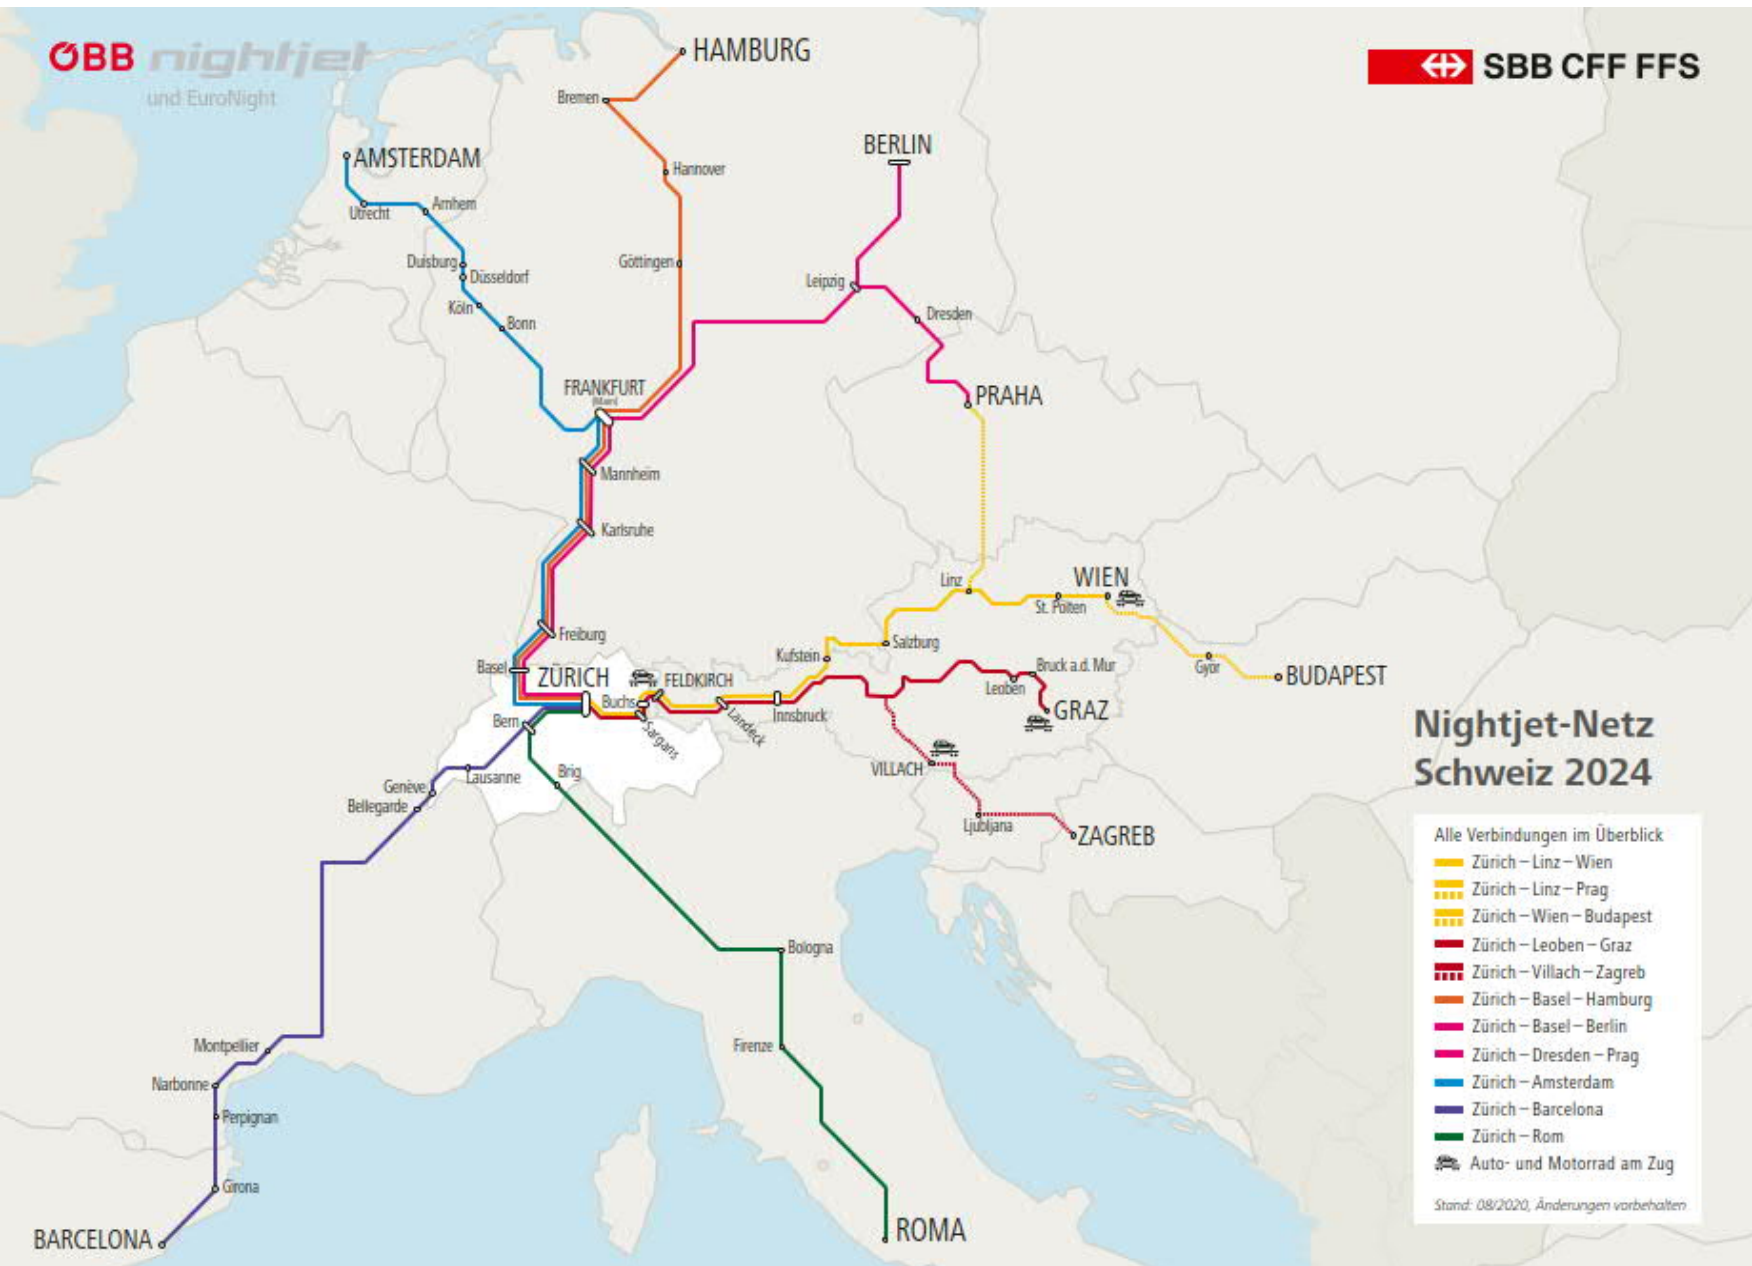 ÖBB nightjet
und EuroNight
SBB CFF FFS
HAMBURG
Bremen
BERLIN
AMSTERDAM
Hannover
Utrecht
Arnhem
Duisburg
Göttingen
Düsseldorf
Leipzig
Köln
Bonn
Dresden
FRANKFURT
(Main)
PRAHA
Mannheim
Karlsruhe
Linz
WIEN
St. Pölten
Freiburg
Salzburg
Kufstein
Basel
ZÜRICH
FELDKIRCH
Bruck a.d. Mur
Györ
BUDAPEST
Leoben
Buchs
Innsbruck
GRAZ
Bern
Landeck
Sargans
VILLACH
Brig
Lausanne
Genève
Bellegarde
Ljubljana
ZAGREB
Bologna
Montpellier
Firenze
Narbonne
Perpignan
Girona
BARCELONA
ROMA
Nightjet-Netz
Schweiz 2024
Alle Verbindungen im Überblick
Zürich – Linz – Wien
Zürich – Linz – Prag
Zürich – Wien – Budapest
Zürich – Leoben – Graz
Zürich – Villach – Zagreb
Zürich – Basel – Hamburg
Zürich – Basel – Berlin
Zürich – Dresden – Prag
Zürich – Amsterdam
Zürich – Barcelona
Zürich – Rom
Auto- und Motorrad am Zug
Stand: 08/2020, Änderungen vorbehalten